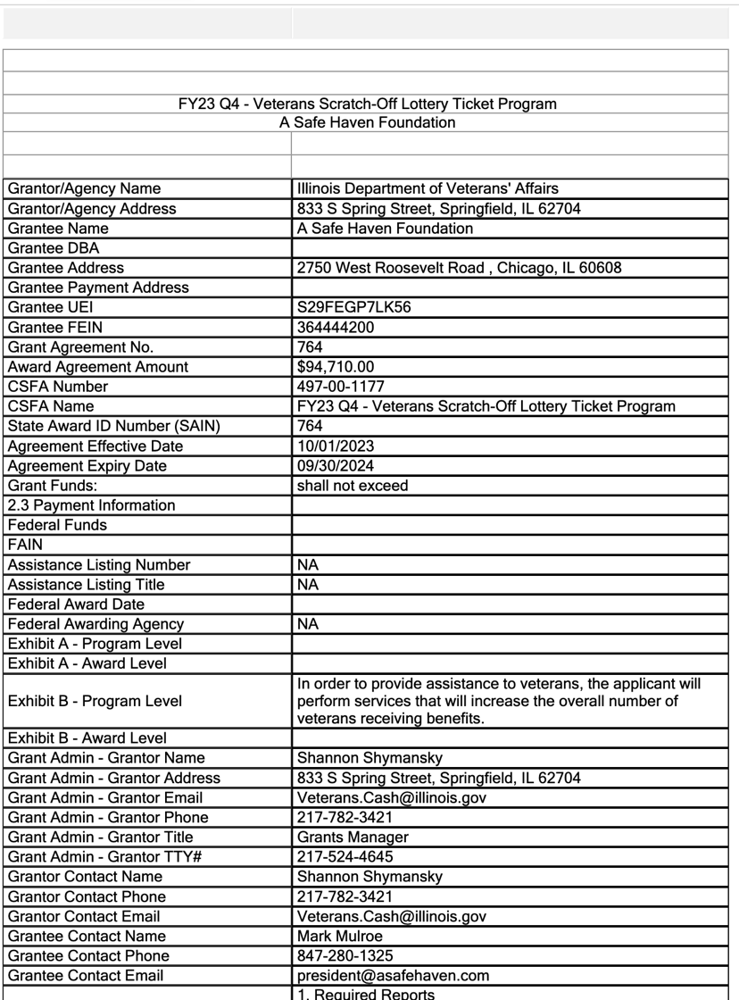 FY23 Q4 - Veterans Scratch-Off Lottery Ticket Program
A Safe Haven Foundation
Grantor/Agency Name Illinois Department of Veterans' Affairs
Grantor/Agency Address 833 S Spring Street, Springfield, IL 62704
Grantee Name A Safe Haven Foundation
Grantee DBA
Grantee Address 2750 West Roosevelt Road , Chicago, IL 60608
Grantee Payment Address
Grantee UEI S29FEGP7LK56
Grantee FEIN 364444200
Grant Agreement No. 764
Award Agreement Amount $94,710.00
CSFA Number 497-00-1177
CSFA Name FY23 Q4 - Veterans Scratch-Off Lottery Ticket Program
State Award ID Number (SAIN) 764
Agreement Effective Date 10/01/2023
Agreement Expiry Date 09/30/2024
Grant Funds: shall not exceed
2.3 Payment Information
Federal Funds
FAIN
Assistance Listing Number NA
Assistance Listing Title NA
Federal Award Date
Federal Awarding Agency NA
Exhibit A - Program Level
Exhibit A - Award Level
Exhibit B - Program Level In order to provide assistance to veterans, the applicant will
perform services that will increase the overall number of
veterans receiving benefits.
Exhibit B - Award Level
Grant Admin - Grantor Name Shannon Shymansky
Grant Admin - Grantor Address 833 S Spring Street, Springfield, IL 62704
Grant Admin - Grantor Email Veterans.Cash@illinois.gov
Grant Admin - Grantor Phone 217-782-3421
Grant Admin - Grantor Title Grants Manager
Grant Admin - Grantor TTY# 217-524-4645
Grantor Contact Name Shannon Shymansky
Grantor Contact Phone 217-782-3421
Grantor Contact Email Veterans.Cash@illinois.gov
Grantee Contact Name Mark Mulroe
Grantee Contact Phone 847-280-1325
Grantee Contact Email president@asafehaven.com
1. Required Reports